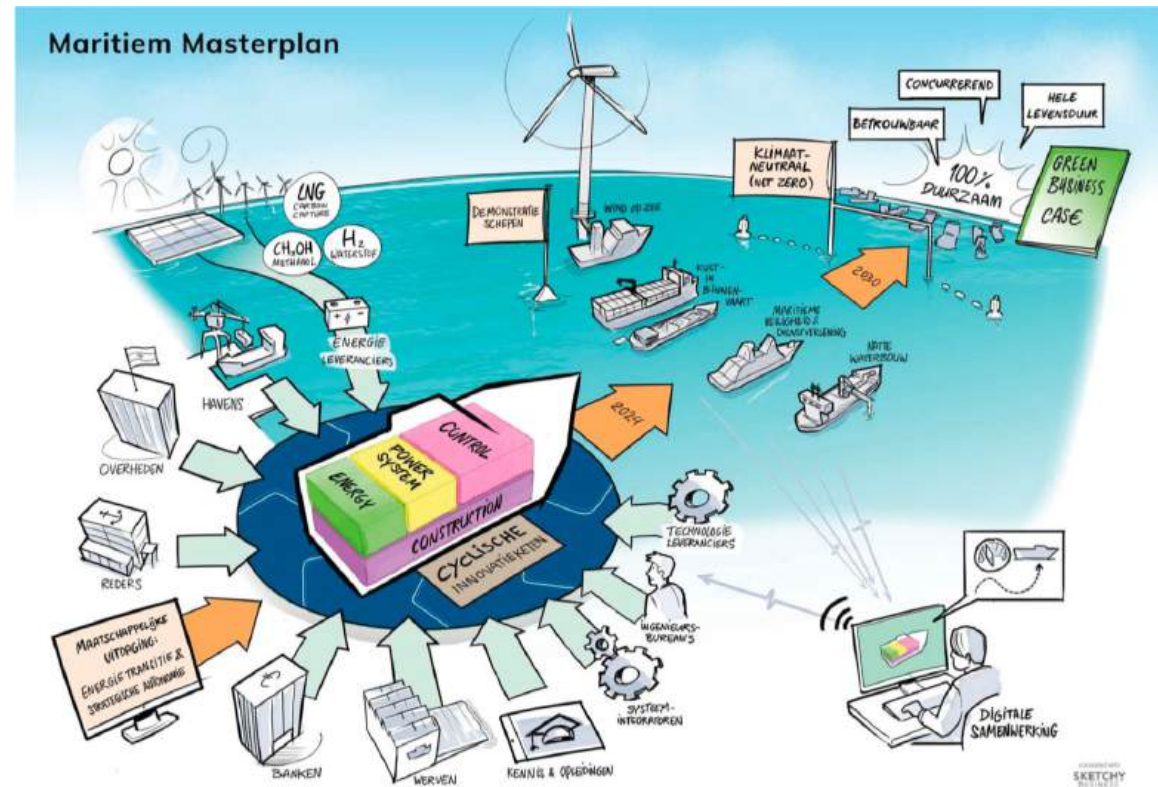 Maritiem Masterplan
CONCURREREND
HELE
LEVENSDUUR
BETROUWBAAR
100%
DUURZAAM
GREEN
BUSINESS
CASE
KLIMAAT-
NEUTRAAL
(NET ZERO)
LNG
CARBON
CAPTURE
CH₃OH
METHANOL
H₂
WATERSTOF
DEMONSTRATIE
SCHEPEN
WIND OP ZEE
KUST-
BINNEN-
VAART
2030
MARITIEME
VEILIGHEID &
DIENSTVERLENING
NATTE
WATERBOUW
ENERGIE
LEVERANCIERS
HAVENS
OVERHEDEN
REDERS
2024
CONTROL
POWER
SYSTEM
ENERGY
CONSTRUCTION
CYCLISCHE
INNOVATIEKETEN
TECHNOLOGIE
LEVERANCIERS
INGENIEURS-
BUREAUS
SYSTEEM-
INTEGRATOREN
KENNIS & OPLEIDINGEN
WERVEN
BANKEN
MAATSCHAPPELIJKE
UITDAGING:
ENERGIE TRANSITIE &
STRATEGISCHE AUTONOMIE
DIGITALE
SAMENWERKING
SKETCHY
BUSINESS